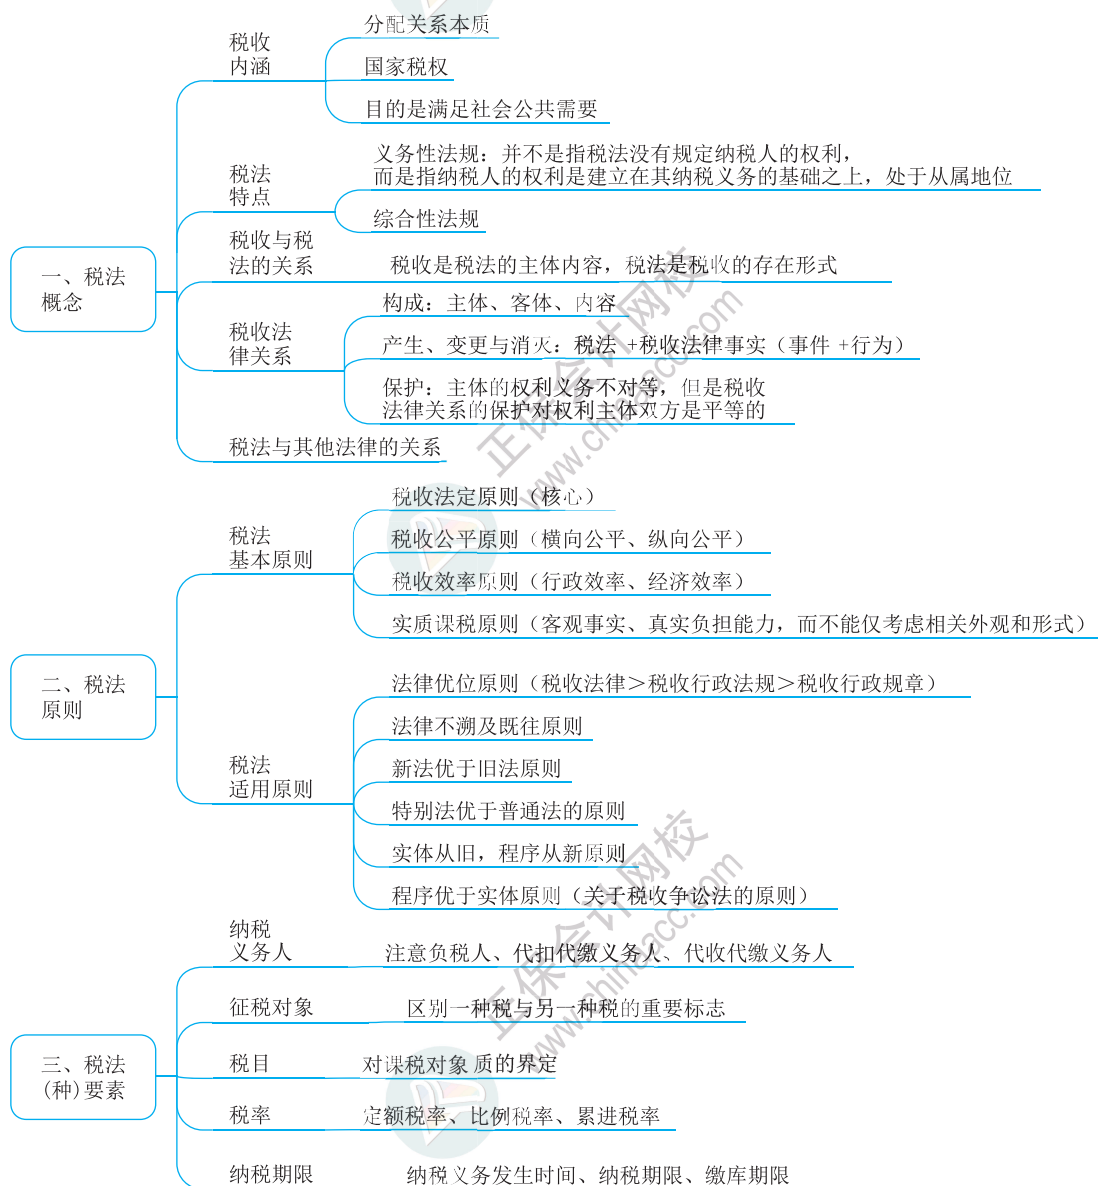 一、税法
概念
税收
内涵
分配关系本质
国家税权
目的是满足社会公共需要
税法
特点
义务性法规：并不是指税法没有规定纳税人的权利，
而是指纳税人的权利是建立在其纳税义务的基础之上，处于从属地位
综合性法规
税收与税
法的关系
税收是税法的主体内容，税法是税收的存在形式
税收法
律关系
构成：主体、客体、内容
产生、变更与消灭：税法 +税收法律事实（事件 +行为）
保护：主体的权利义务不对等，但是税收
法律关系的保护对权利主体双方是平等的
税法与其他法律的关系
二、税法
原则
税法
基本原则
税收法定原则（核心）
税收公平原则（横向公平、纵向公平）
税收效率原则（行政效率、经济效率）
实质课税原则（客观事实、真实负担能力，而不能仅考虑相关外观和形式）
税法
适用原则
法律优位原则（税收法律＞税收行政法规＞税收行政规章）
法律不溯及既往原则
新法优于旧法原则
特别法优于普通法的原则
实体从旧，程序从新原则
程序优于实体原则（关于税收争讼法的原则）
三、税法
(种)要素
纳税
义务人
注意负税人、代扣代缴义务人、代收代缴义务人
征税对象
区别一种税与另一种税的重要标志
税目
对课税对象 质的界定
税率
定额税率、比例税率、累进税率
纳税期限
纳税义务发生时间、纳税期限、缴库期限
正保会计网校
www.chinaacc.com
正保会计网校
www.chinaacc.com